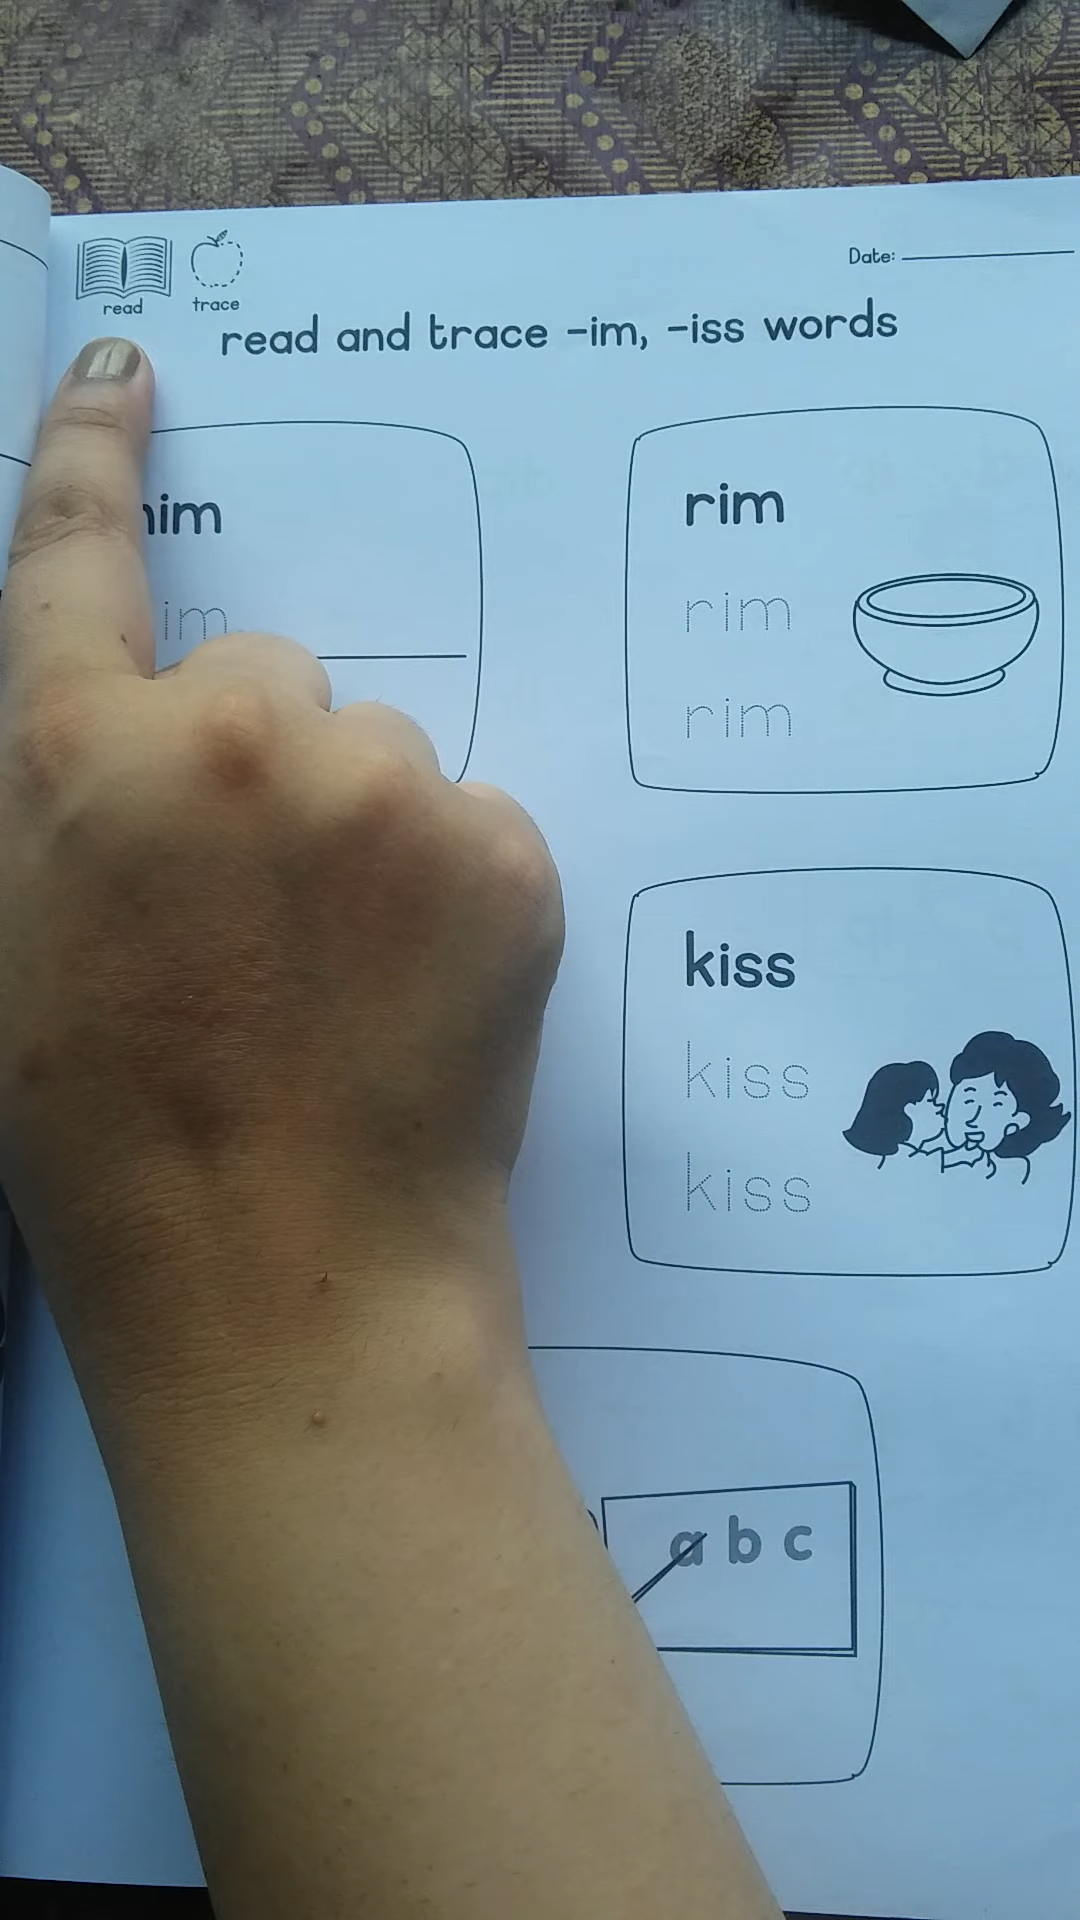 read trace
Date:
read and trace -im, -iss words
rim
rim
rim
kiss
kiss
kiss
a b c